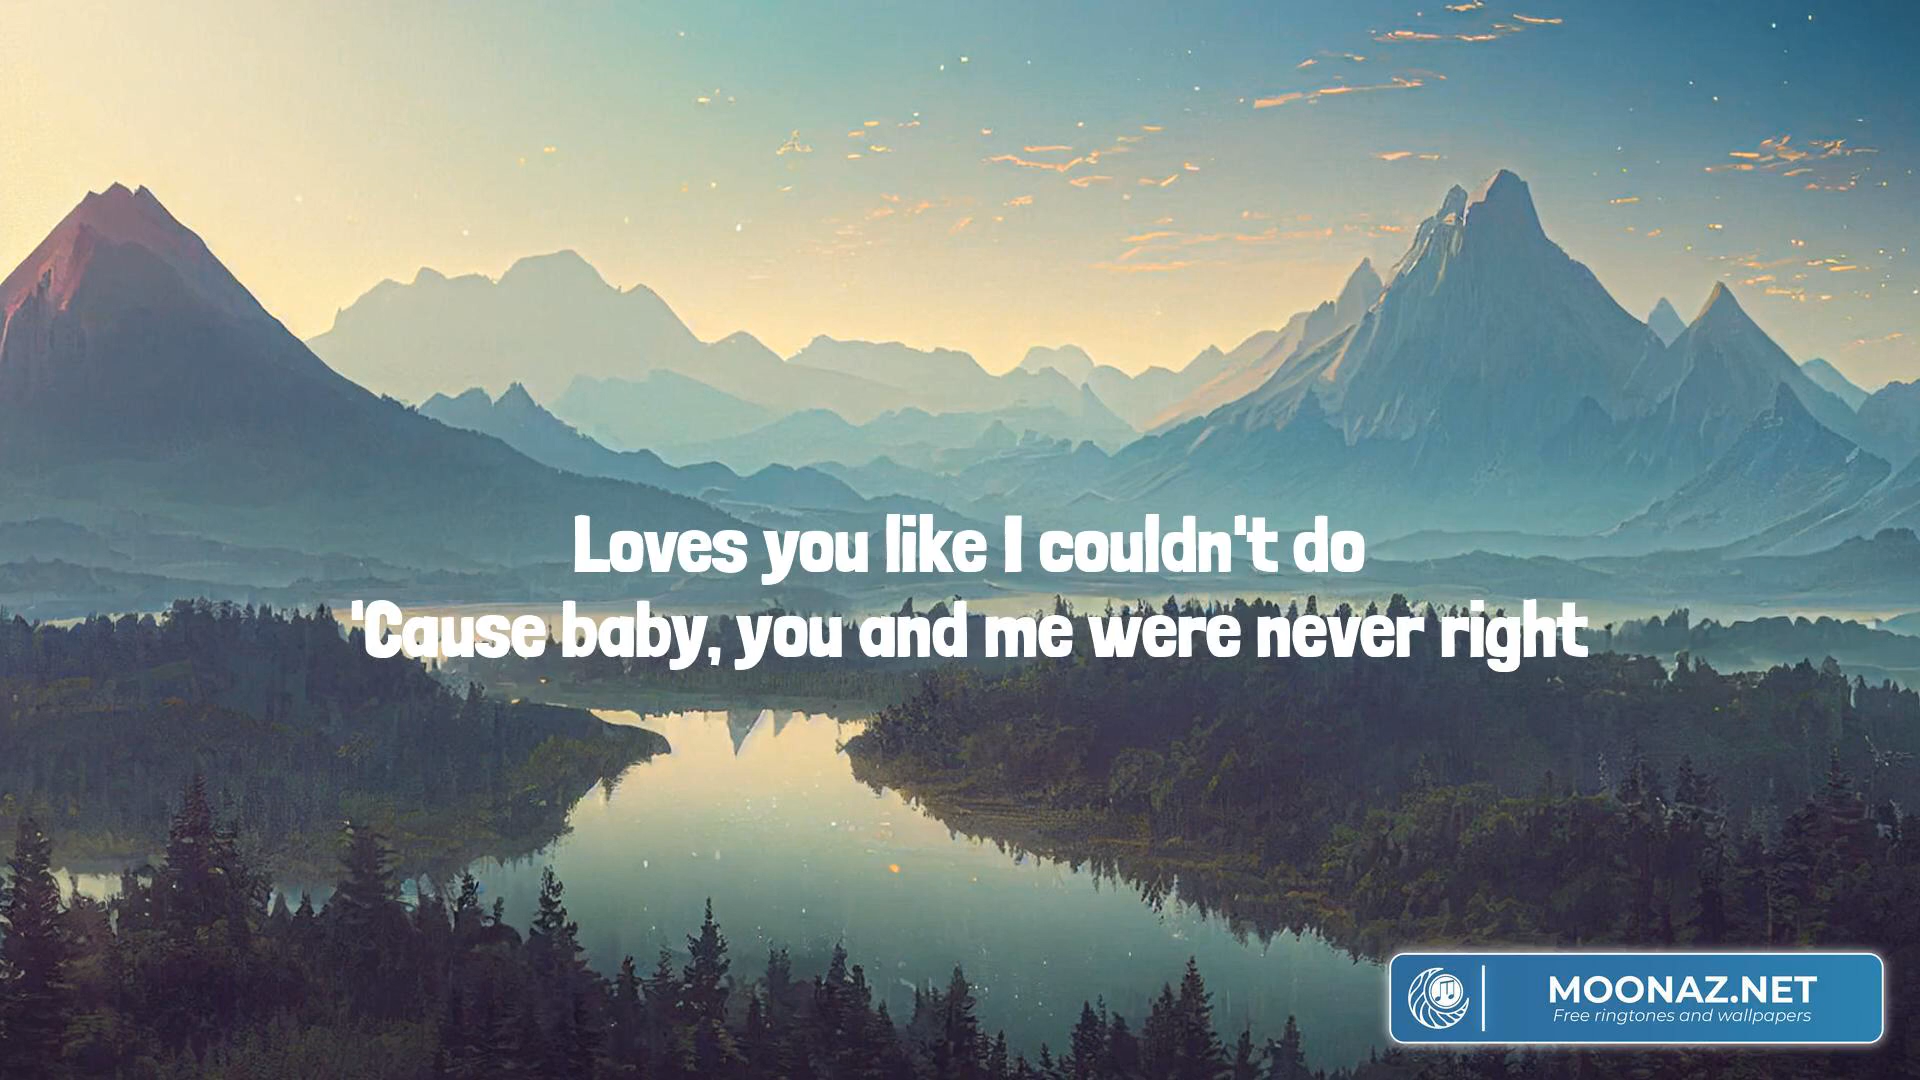 Loves you like I couldn't do
'Cause baby, you and me were never right
MOONAZ.NET
Free ringtones and wallpapers